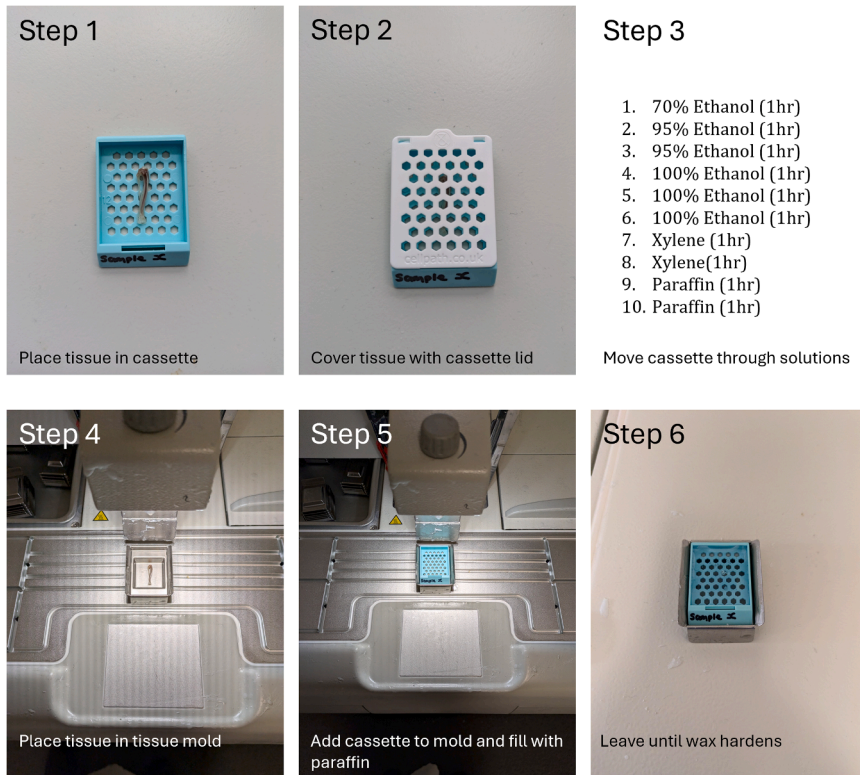 Step 1
Sample x
Place tissue in cassette
Step 2
cellpath.co.uk
Sample x
Cover tissue with cassette lid
Step 3
1. 70% Ethanol (1hr)
2. 95% Ethanol (1hr)
3. 95% Ethanol (1hr)
4. 100% Ethanol (1hr)
5. 100% Ethanol (1hr)
6. 100% Ethanol (1hr)
7. Xylene (1hr)
8. Xylene(1hr)
9. Paraffin (1hr)
10. Paraffin (1hr)
Move cassette through solutions
Step 4
Place tissue in tissue mold
Step 5
Sample x
Add cassette to mold and fill with
paraffin
Step 6
Sample x
Leave until wax hardens